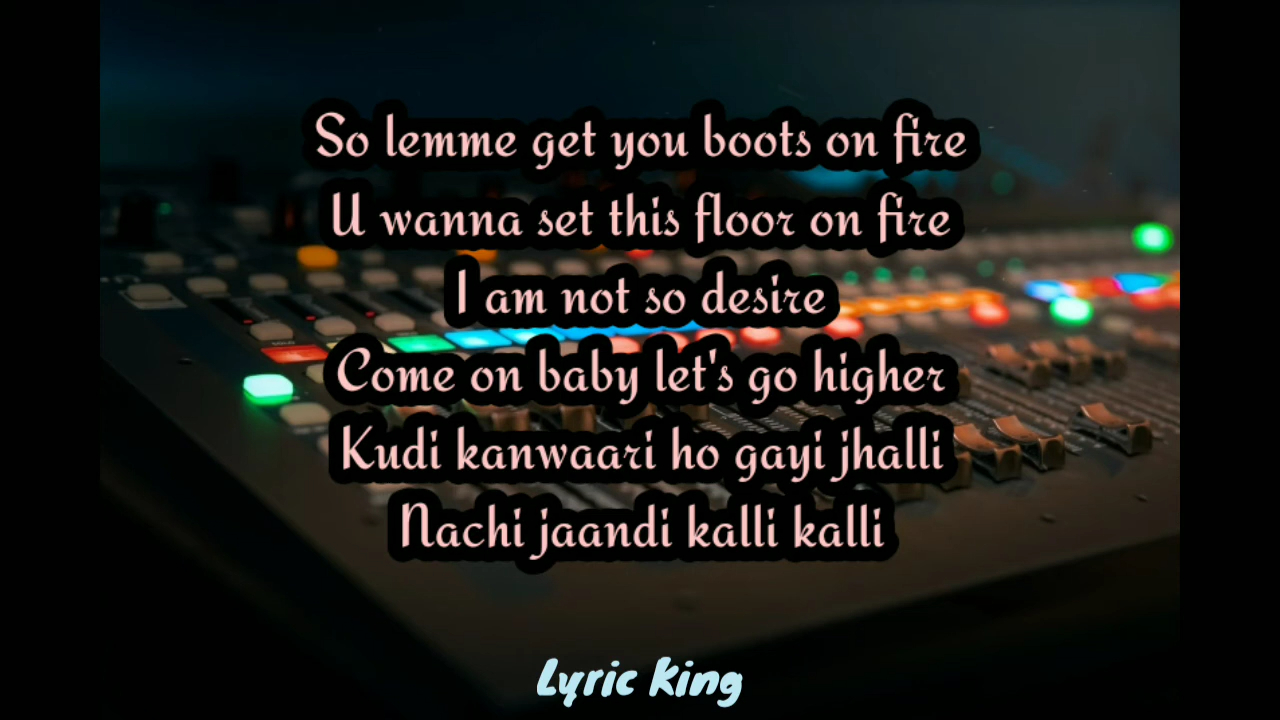 So lemme get you boots on fire
U wanna set this floor on fire
I am not so desire
Come on baby let's go higher
Kudi kanwaari ho gayi jhalli
Nachi jaandi kalli kalli
Lyric King